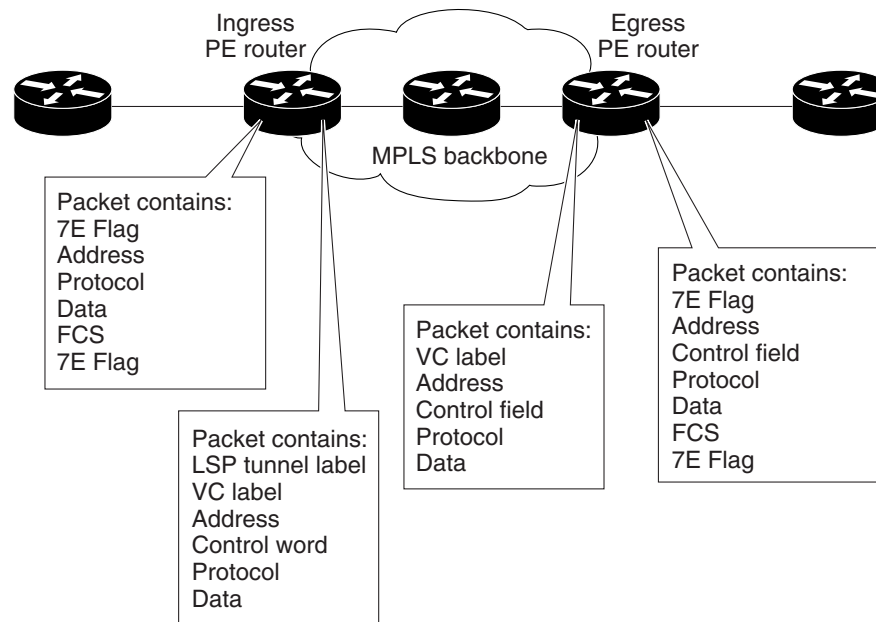 Ingress
PE router
Egress
PE router
MPLS backbone
Packet contains:
7E Flag
Address
Protocol
Data
FCS
7E Flag
Packet contains:
LSP tunnel label
VC label
Address
Control word
Protocol
Data
Packet contains:
VC label
Address
Control field
Protocol
Data
Packet contains:
7E Flag
Address
Control field
Protocol
Data
FCS
7E Flag